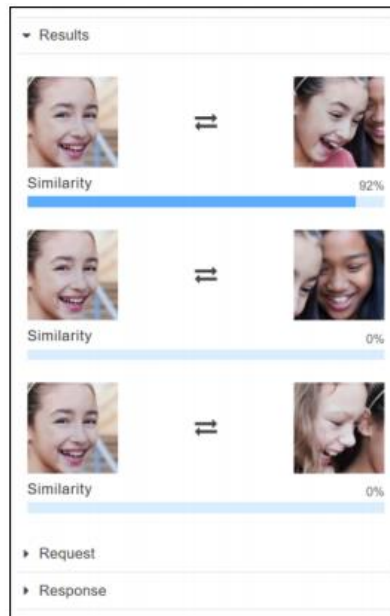 Results
Similarity 92%
Similarity 0%
Similarity 0%
Request
Response